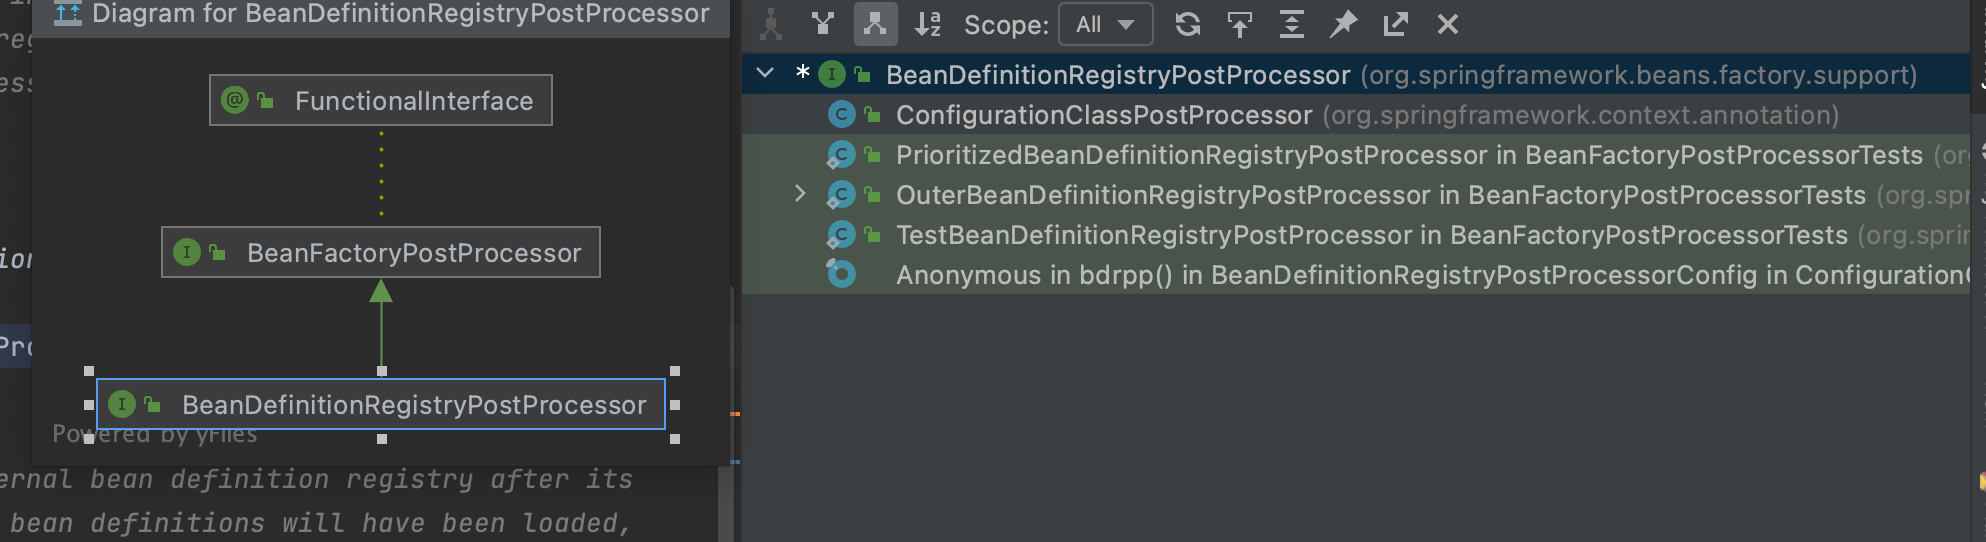 Diagram for BeanDefinitionRegistryPostProcessor
@ FunctionalInterface
I BeanFactoryPostProcessor
I BeanDefinitionRegistryPostProcessor
Powered by yFiles
ernal bean definition registry after its
bean definitions will have been loaded,
Scope: All
* I BeanDefinitionRegistryPostProcessor (org.springframework.beans.factory.support)
C ConfigurationClassPostProcessor (org.springframework.context.annotation)
C PrioritizedBeanDefinitionRegistryPostProcessor in BeanFactoryPostProcessorTests (or
C OuterBeanDefinitionRegistryPostProcessor in BeanFactoryPostProcessorTests (org.spr
C TestBeanDefinitionRegistryPostProcessor in BeanFactoryPostProcessorTests (org.sprin
Anonymous in bdrpp() in BeanDefinitionRegistryPostProcessorConfig in Configuration